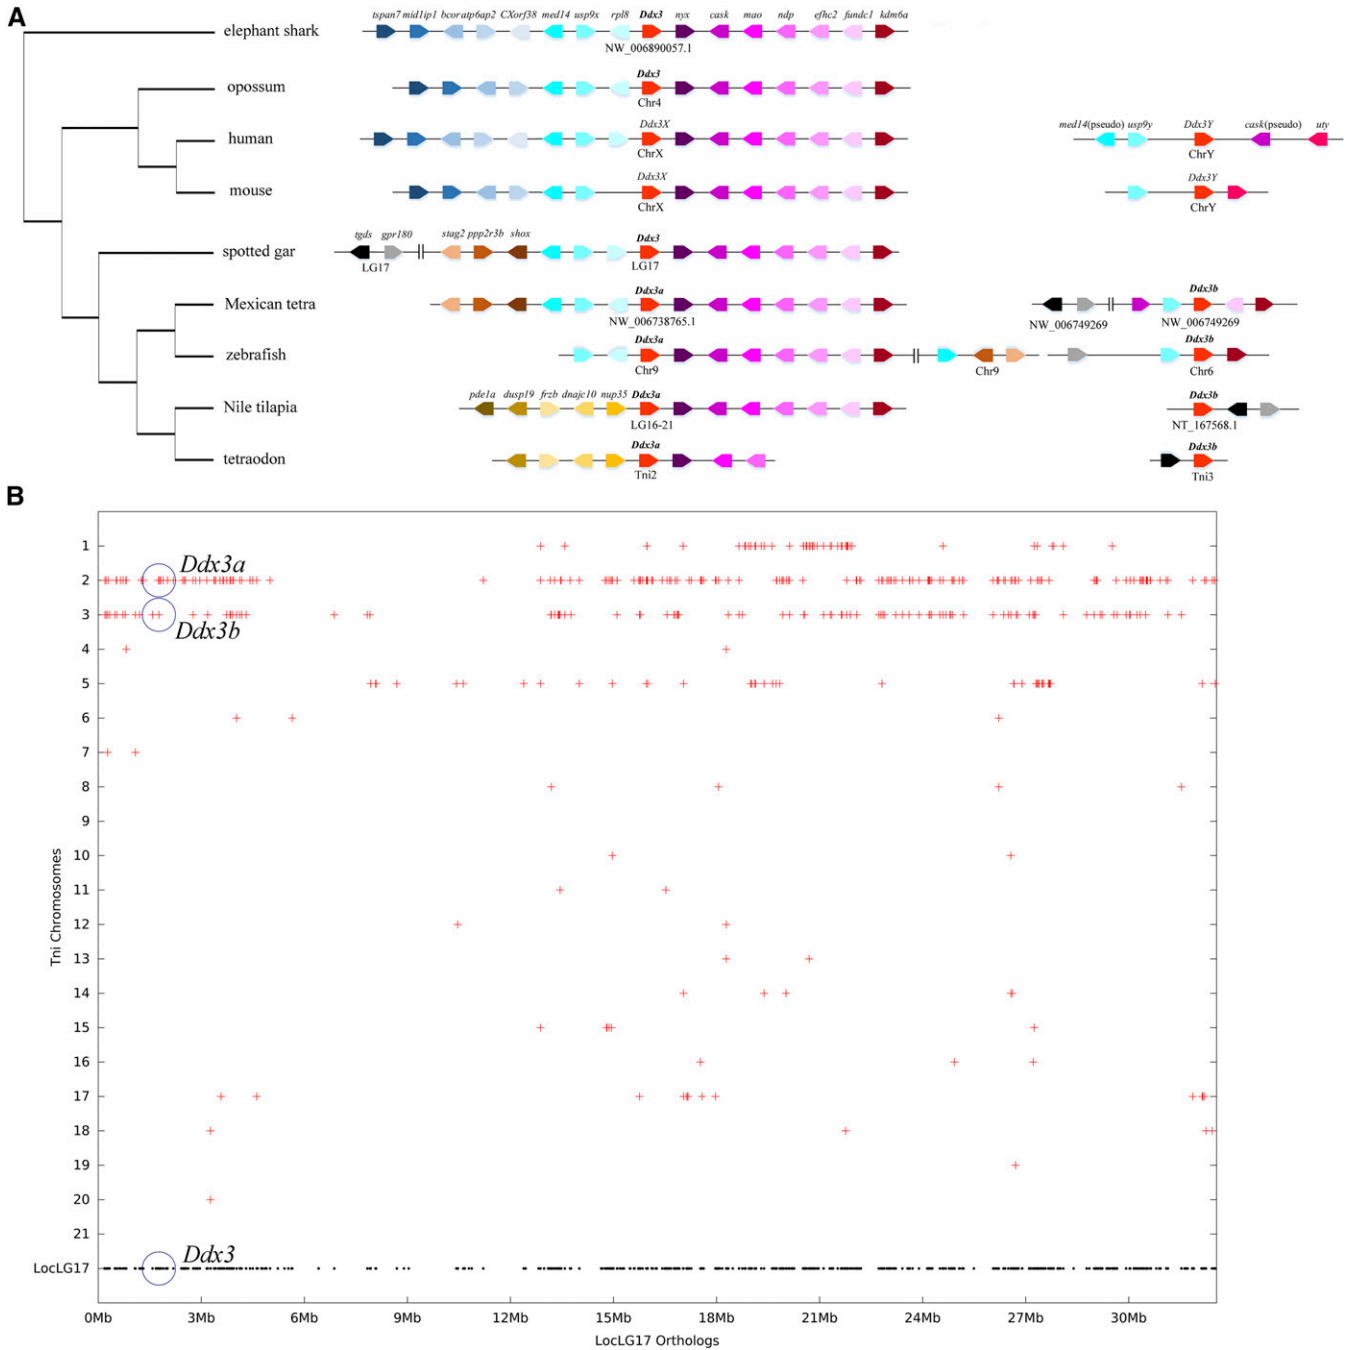 A
tspan7 mid1ip1 bcor atp6ap2 CXorf38 med14 usp9x rpl8 Ddx3 nyx cask mao ndp efhc2 fundc1 kdm6a
elephant shark
NW_006890057.1
Ddx3
opossum
Chr4
Ddx3X
human
ChrX
med14(pseudo) usp9y Ddx3Y cask(pseudo) uty
ChrY
Ddx3X
mouse
ChrX
Ddx3Y
ChrY
tgds gpr180 stag2 ppp2r3b shox Ddx3
spotted gar
LG17 LG17
Ddx3a Ddx3b
Mexican tetra
NW_006738765.1 NW_006749269 NW_006749269
Ddx3a Ddx3b
zebrafish
Chr9 Chr9 Chr6
pde1a dusp19 frzb dnajc10 nup35 Ddx3a Ddx3b
Nile tilapia
LG16-21 NT_167568.1
Ddx3a Ddx3b
tetraodon
Tni2 Tni3
B
Tni Chromosomes
1
Ddx3a
2
3
Ddx3b
4
5
6
7
8
9
10
11
12
13
14
15
16
17
18
19
20
21
Ddx3
LocLG17
0Mb 3Mb 6Mb 9Mb 12Mb 15Mb 18Mb 21Mb 24Mb 27Mb 30Mb
LocLG17 Orthologs